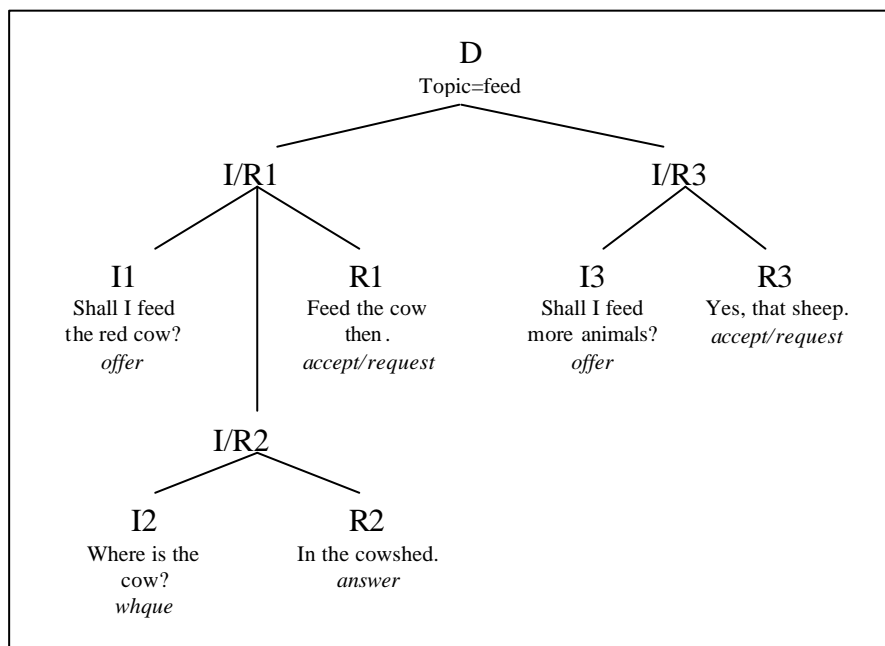 D
Topic=feed
I/R1
I/R3
I1
R1
I3
R3
Shall I feed
the red cow?
offer
Feed the cow
then.
accept/request
Shall I feed
more animals?
offer
Yes, that sheep.
accept/request
I/R2
I2
R2
Where is the
cow?
whque
In the cowshed.
answer